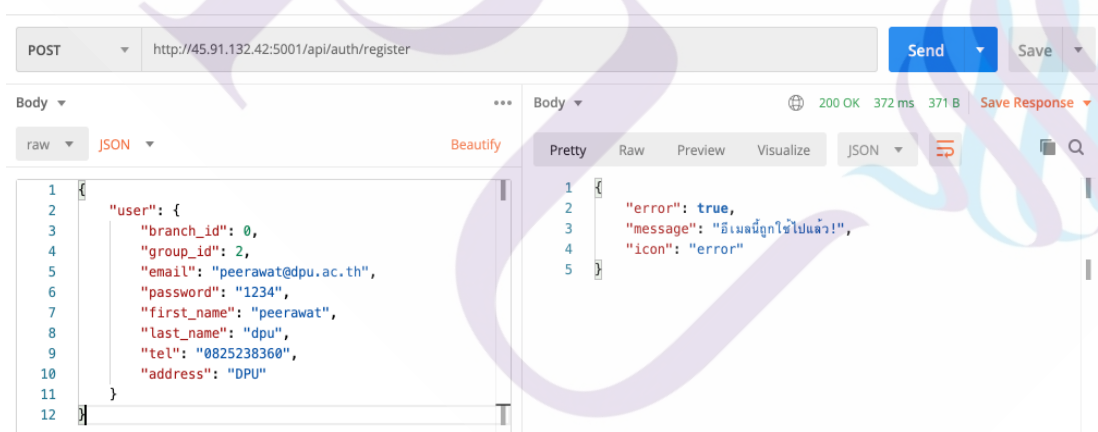 POST http://45.91.132.42:5001/api/auth/register Send Save
Body ... Body 200 OK 372 ms 371 B Save Response
raw JSON Beautify Pretty Raw Preview Visualize JSON
1 {
2 "user": {
3 "branch_id": 0,
4 "group_id": 2,
5 "email": "peerawat@dpu.ac.th",
6 "password": "1234",
7 "first_name": "peerawat",
8 "last_name": "dpu",
9 "tel": "0825238360",
10 "address": "DPU"
11 }
12 }
1 {
2 "error": true,
3 "message": "อีเมลนี้ถูกใช้ไปแล้ว!",
4 "icon": "error"
5 }